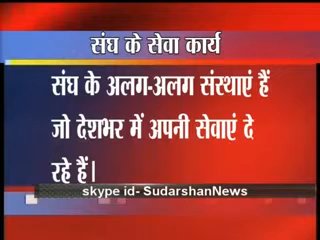 संघ के सेवा कार्य
संघ के अलग-अलग संस्थाएं हैं
जो देशभर में अपनी सेवाएं दे
रहे हैं।
skype id- SudarshanNews